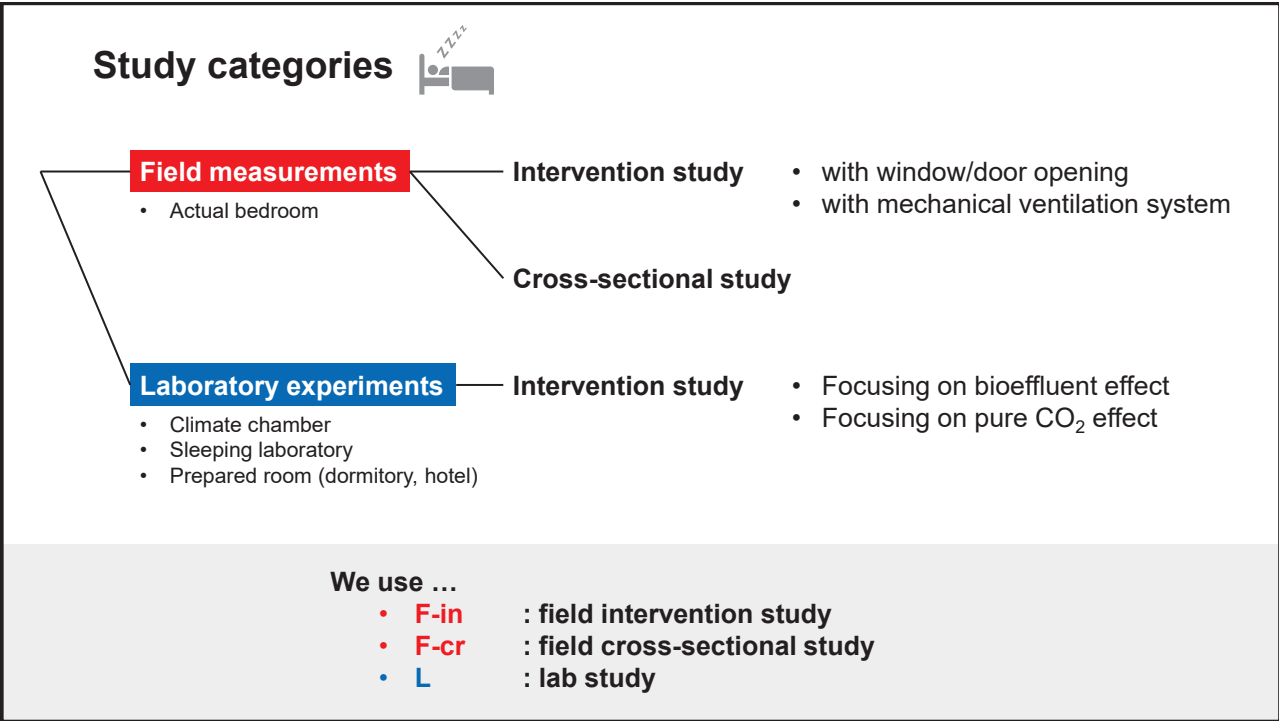 Study categories
zzzz
Field measurements
• Actual bedroom
Intervention study
• with window/door opening
• with mechanical ventilation system
Cross-sectional study
Laboratory experiments
• Climate chamber
• Sleeping laboratory
• Prepared room (dormitory, hotel)
Intervention study
• Focusing on bioeffluent effect
• Focusing on pure CO₂ effect
We use …
• F-in : field intervention study
• F-cr : field cross-sectional study
• L : lab study